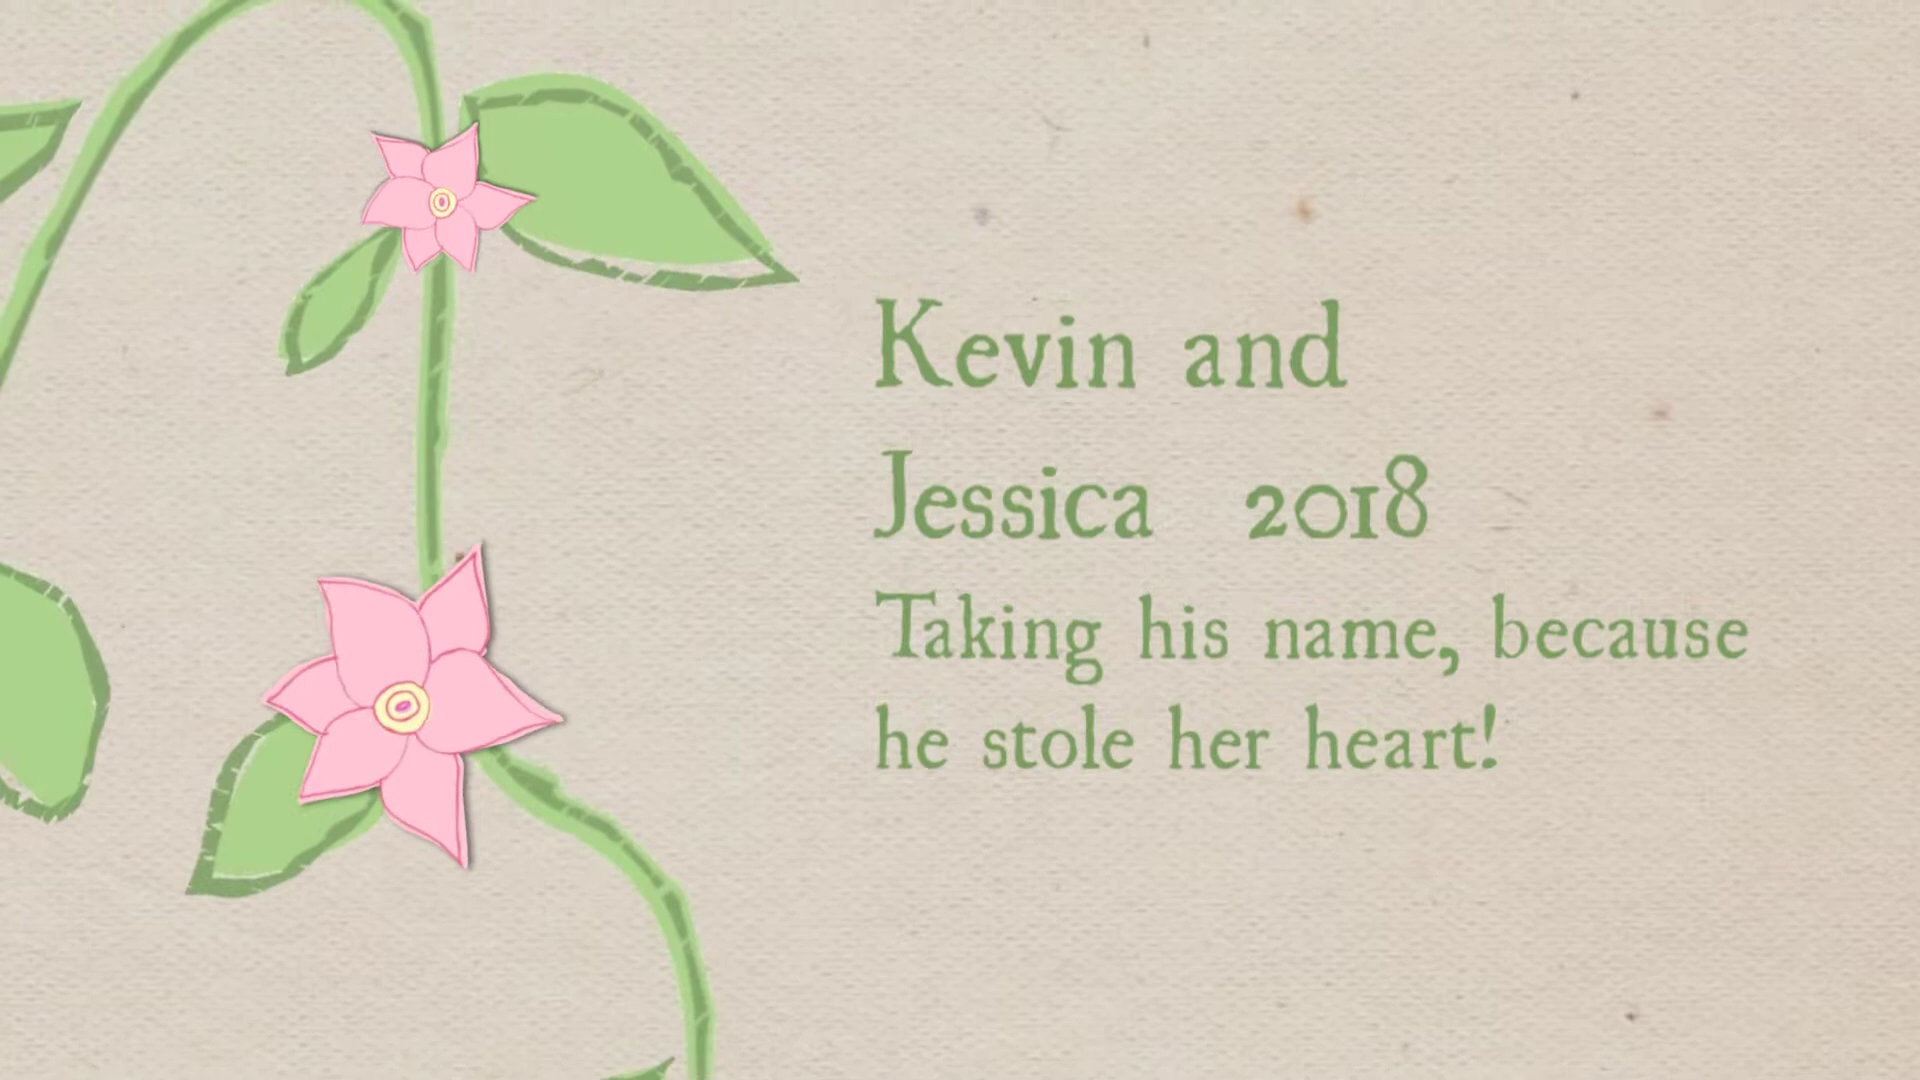 Kevin and
Jessica 2018
Taking his name, because
he stole her heart!